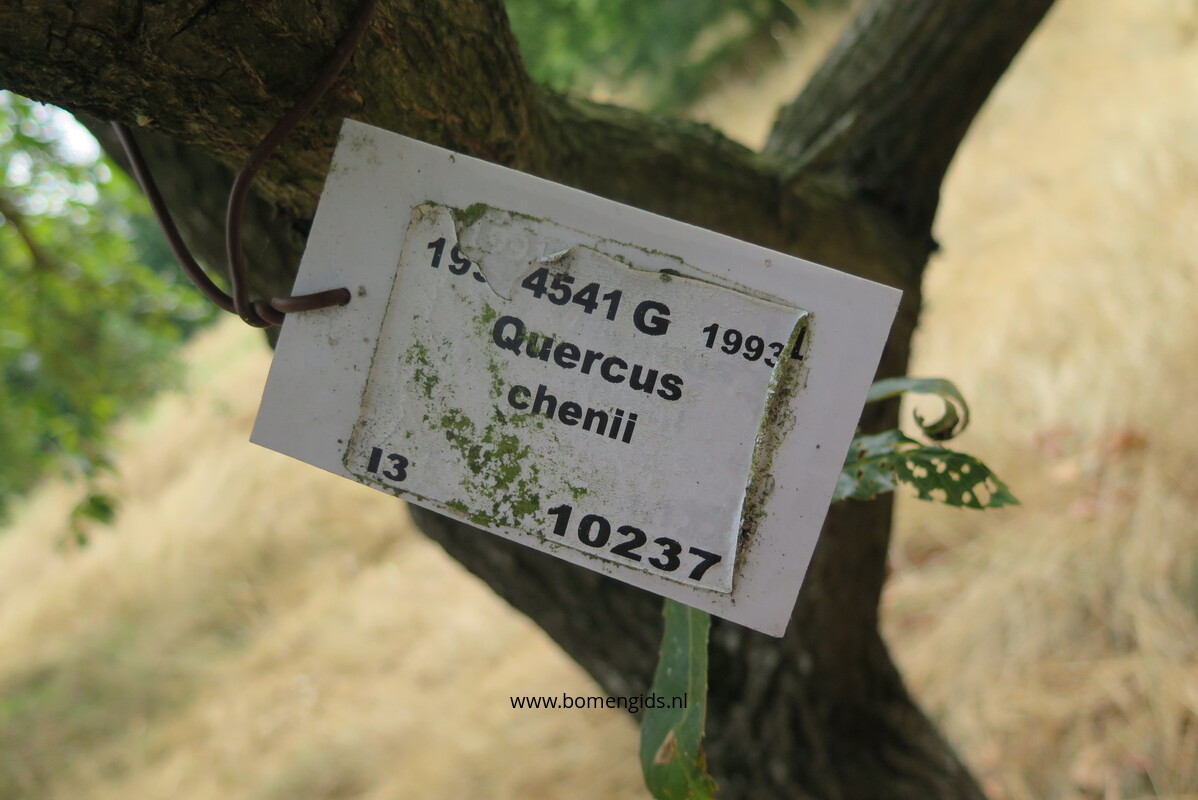 4541 G 1993
Quercus
chenii
I3
10237
www.bomengids.nl